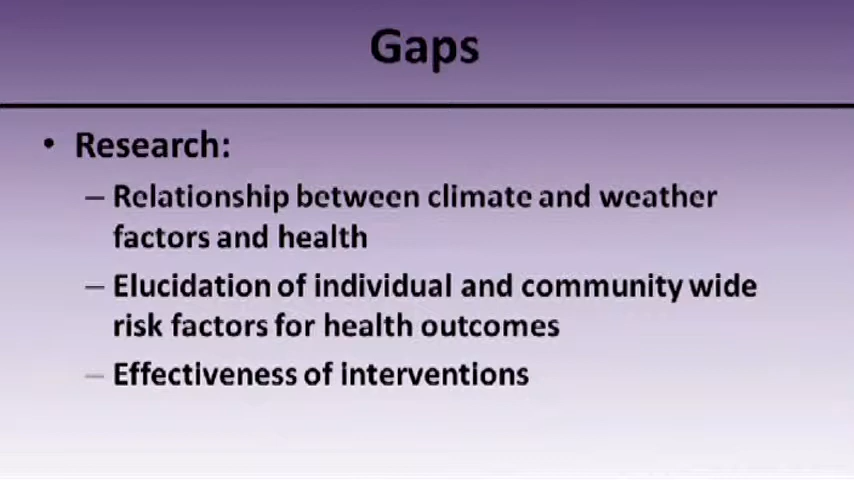 Gaps
• Research:
– Relationship between climate and weather
factors and health
– Elucidation of individual and community wide
risk factors for health outcomes
– Effectiveness of interventions